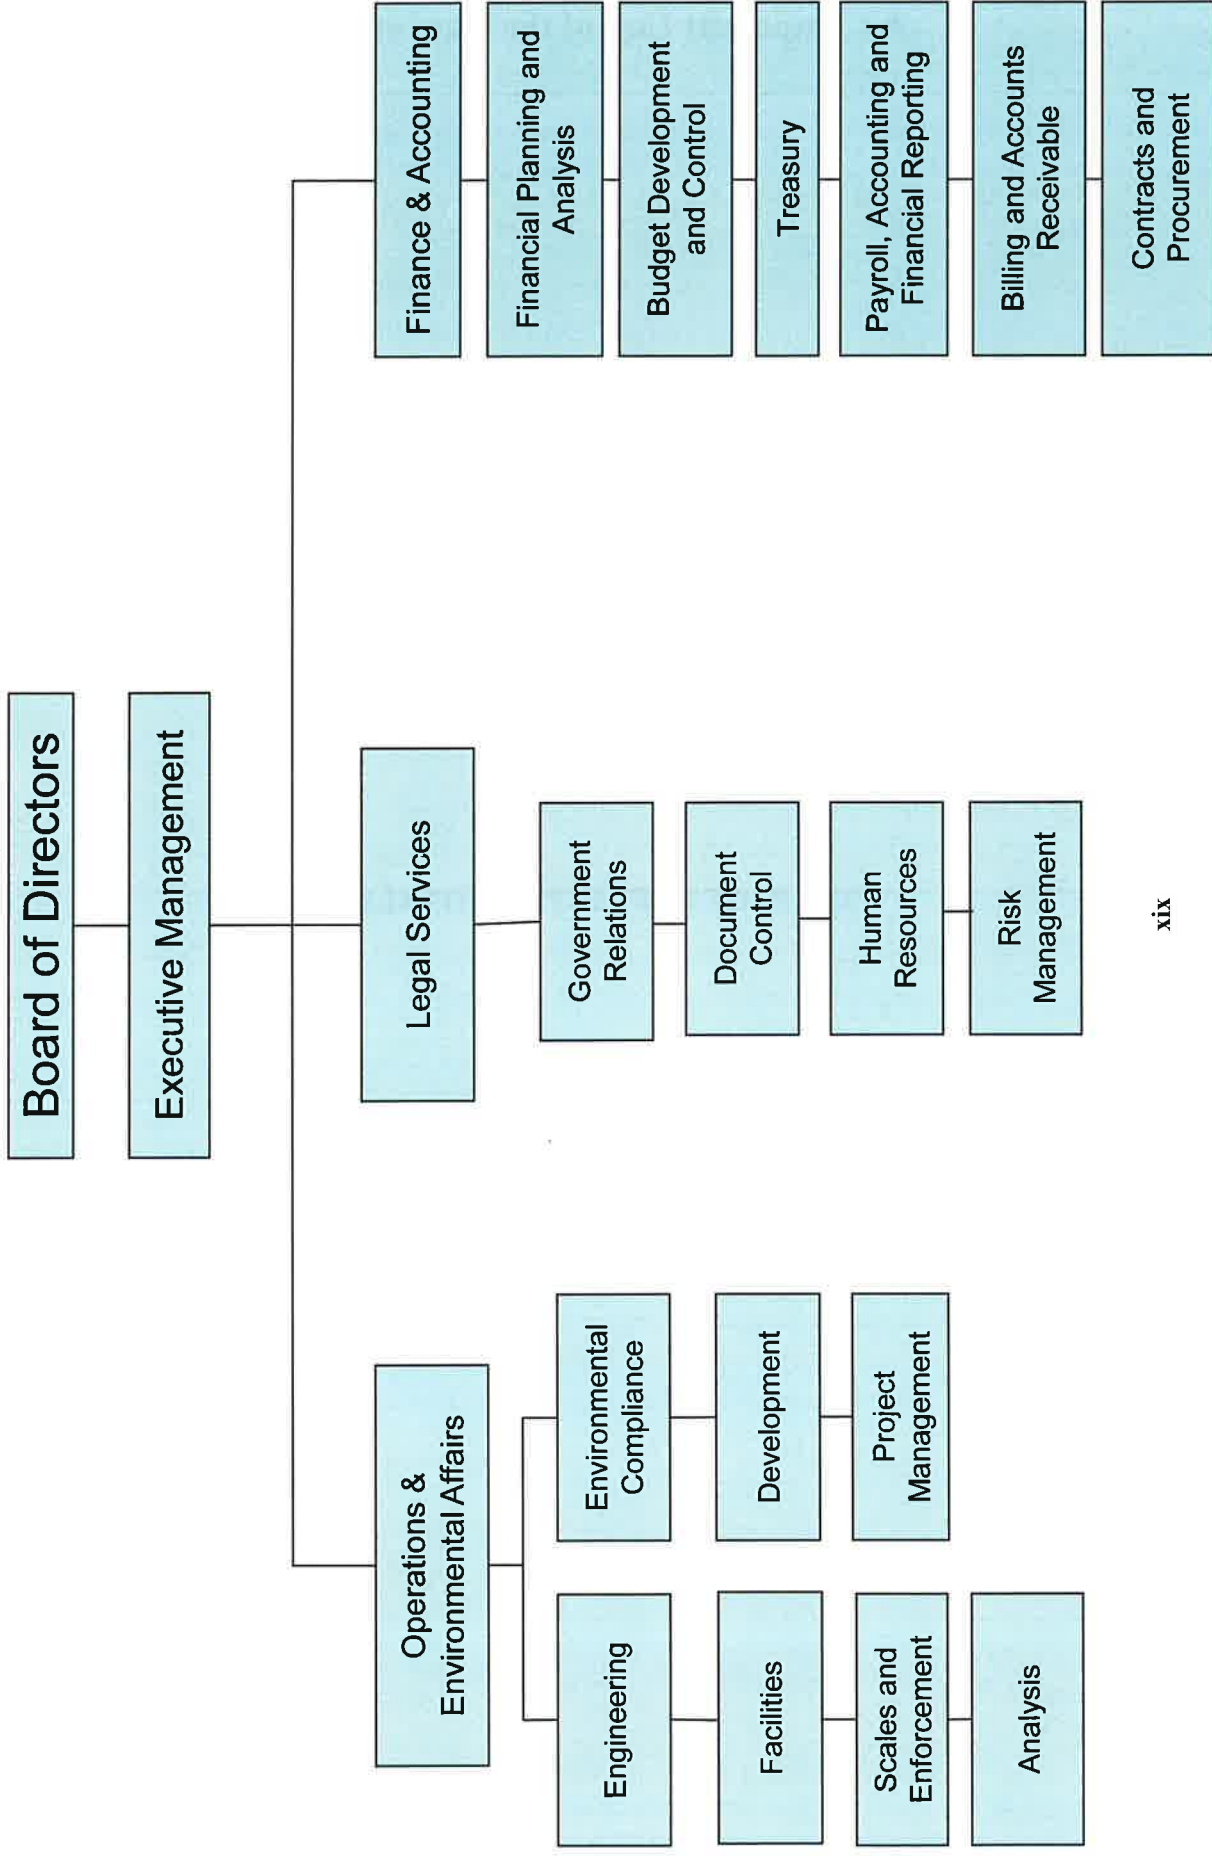 Board of Directors
Executive Management
Operations &
Environmental Affairs
Engineering
Facilities
Scales and
Enforcement
Analysis
Environmental
Compliance
Development
Project
Management
Legal Services
Government
Relations
Document
Control
Human
Resources
Risk
Management
Finance & Accounting
Financial Planning and
Analysis
Budget Development
and Control
Treasury
Payroll, Accounting and
Financial Reporting
Billing and Accounts
Receivable
Contracts and
Procurement
xix